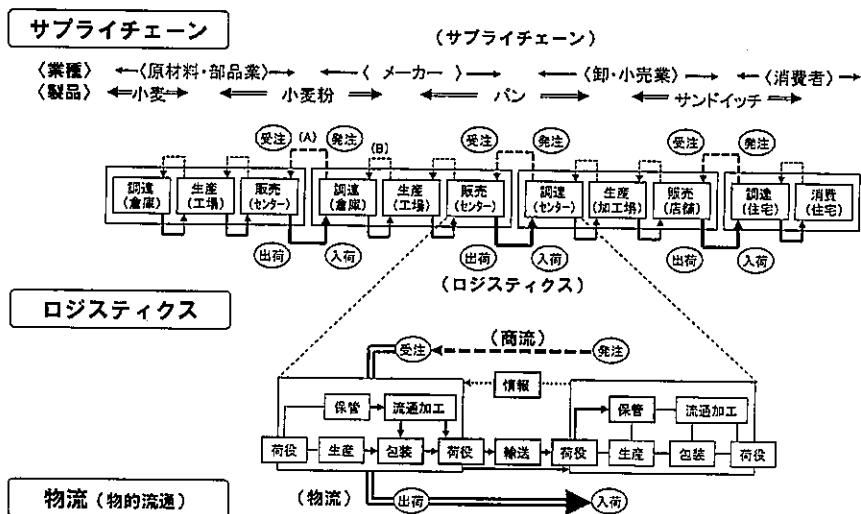 サプライチェーン
(サプライチェーン)
〈業種〉 〈原材料・部品業〉 〈 メーカー 〉 〈卸・小売業〉 〈消費者〉
〈製品〉 小麦 小麦粉 パン サンドイッチ
受注 (A) 発注 (B) 受注 発注 受注 発注
調達 生産 販売 調達 生産 販売 調達 生産 販売 調達 消費
(倉庫) (工場) (センター) (倉庫) (工場) (センター) (センター) (加工場) (店舗) (住宅) (住宅)
出荷 入荷 出荷 入荷 出荷 入荷
(ロジスティクス)
ロジスティクス
(商流)
受注 発注
情報
保管 流通加工 保管 流通加工
荷役 生産 包装 荷役 輸送 荷役 生産 包装 荷役
物流 (物的流通)
(物流) 出荷 入荷